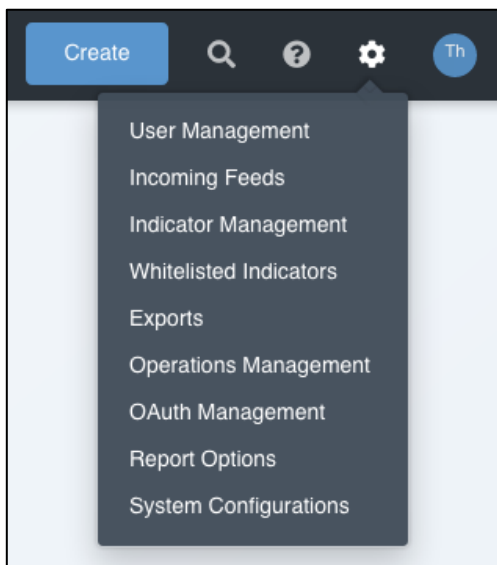 Create
Th
User Management
Incoming Feeds
Indicator Management
Whitelisted Indicators
Exports
Operations Management
OAuth Management
Report Options
System Configurations